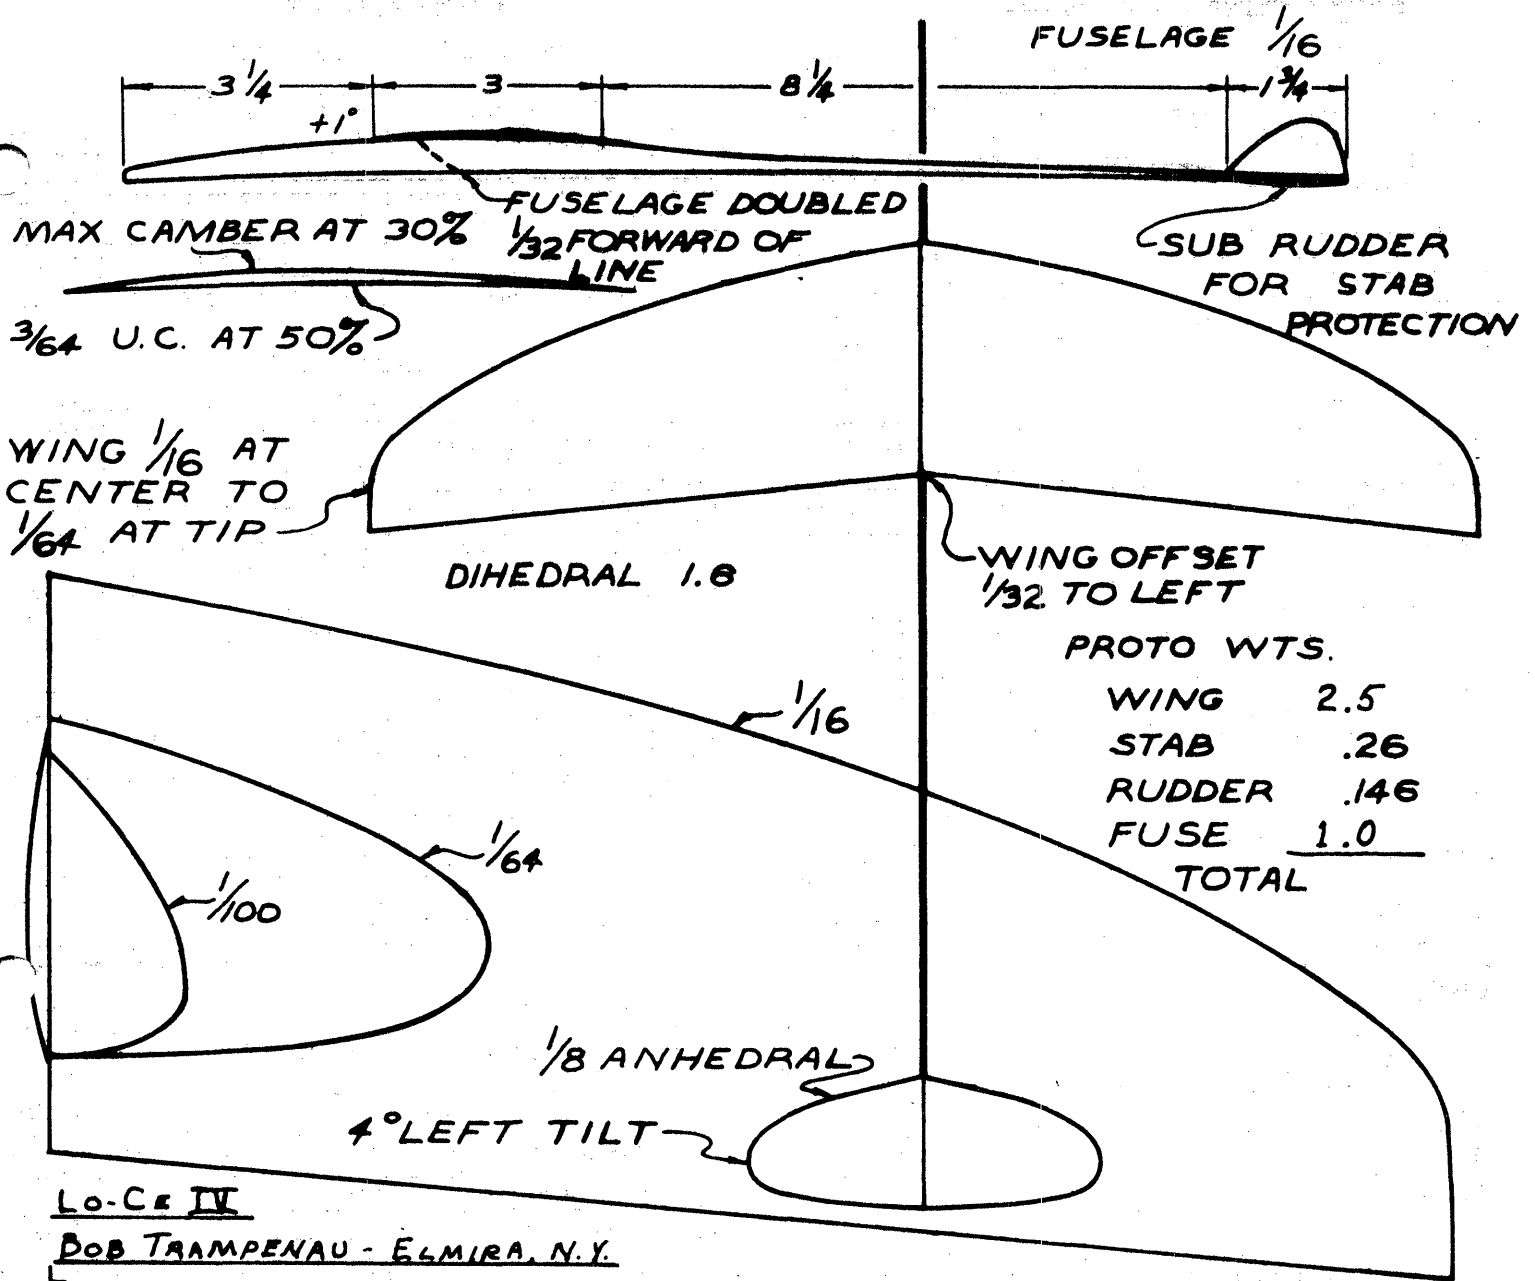 FUSELAGE 1/16
3 1/4
3
8 1/4
1 3/4
+1°
FUSELAGE DOUBLED
1/32 FORWARD OF
LINE
MAX CAMBER AT 30%
3/64 U.C. AT 50%
SUB RUDDER
FOR STAB
PROTECTION
WING 1/16 AT
CENTER TO
1/64 AT TIP
DIHEDRAL 1.8
WING OFFSET
1/32 TO LEFT
PROTO WTS.
WING 2.5
STAB .26
RUDDER .146
FUSE 1.0
TOTAL
1/16
1/64
1/100
1/8 ANHEDRAL
4° LEFT TILT
LO-CE IV
BOB TRAMPENAU - ELMIRA, N.Y.